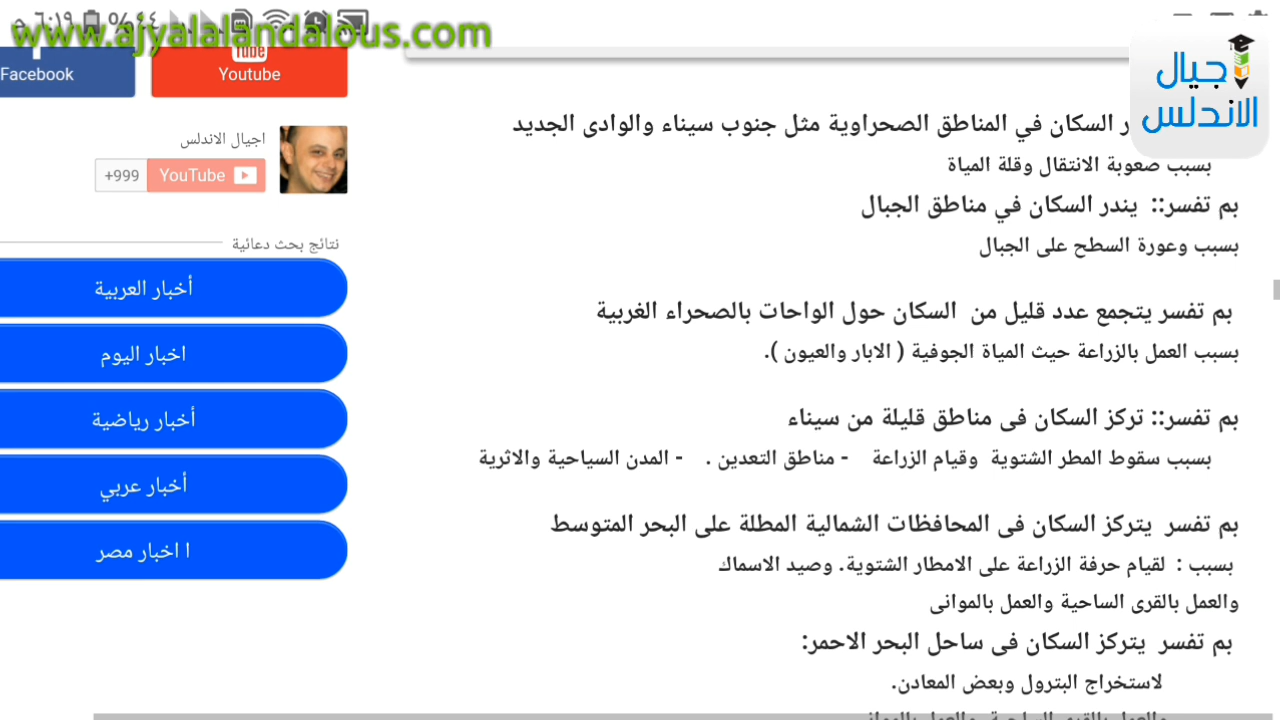 ٦:١٩ م
٤٤%
www.ajyalalandalous.com
Facebook
Youtube
اجيال الاندلس
اجيال الاندلس
+999
YouTube
نتائج بحث دعائية
أخبار العربية
اخبار اليوم
أخبار رياضية
أخبار عربي
ا اخبار مصر
السكان في المناطق الصحراوية مثل جنوب سيناء والوادى الجديد
بسبب صعوبة الانتقال وقلة المياة
بم تفسر:: يندر السكان في مناطق الجبال
بسبب وعورة السطح على الجبال
بم تفسر يتجمع عدد قليل من السكان حول الواحات بالصحراء الغربية
بسبب العمل بالزراعة حيث المياة الجوفية ( الابار والعيون ).
بم تفسر:: تركز السكان فى مناطق قليلة من سيناء
بسبب سقوط المطر الشتوية وقيام الزراعة - مناطق التعدين . - المدن السياحية والاثرية
بم تفسر يتركز السكان فى المحافظات الشمالية المطلة على البحر المتوسط
بسبب : لقيام حرفة الزراعة على الامطار الشتوية. وصيد الاسماك
والعمل بالقرى الساحية والعمل بالموانى
بم تفسر يتركز السكان فى ساحل البحر الاحمر:
لاستخراج البترول وبعض المعادن.